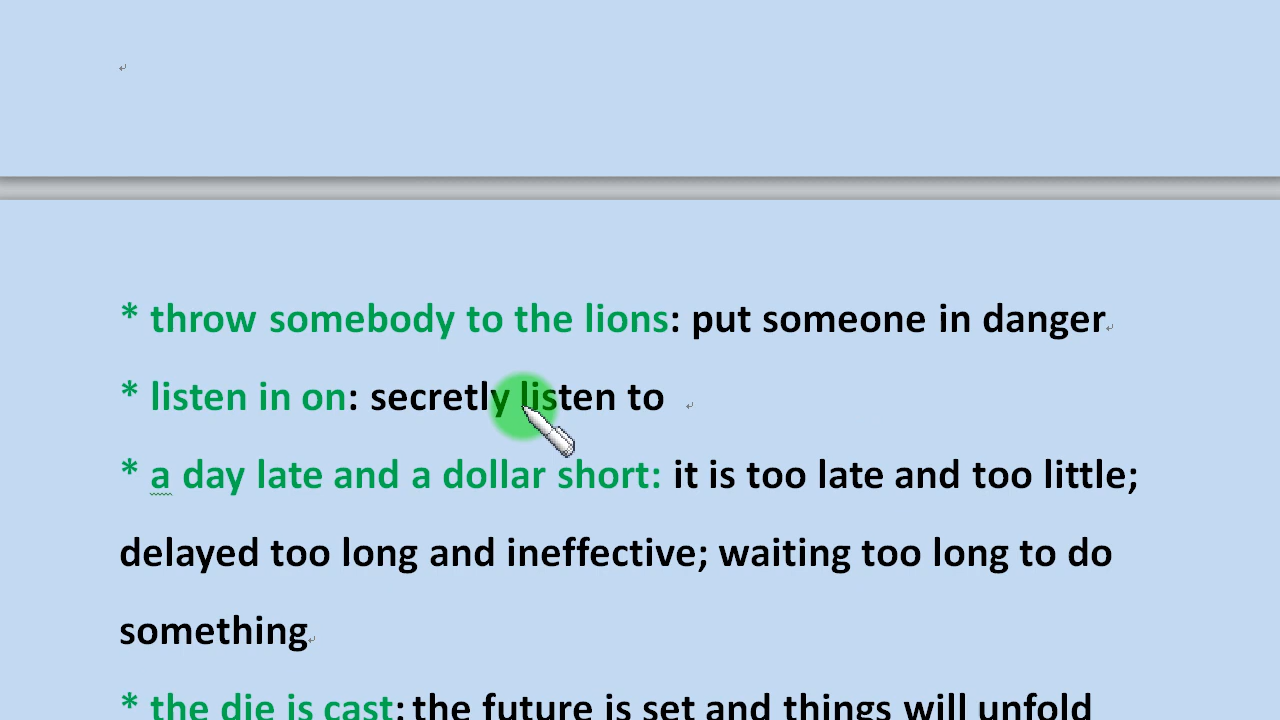 * throw somebody to the lions: put someone in danger
* listen in on: secretly listen to
* a day late and a dollar short: it is too late and too little;
delayed too long and ineffective; waiting too long to do
something
* the die is cast: the future is set and things will unfold